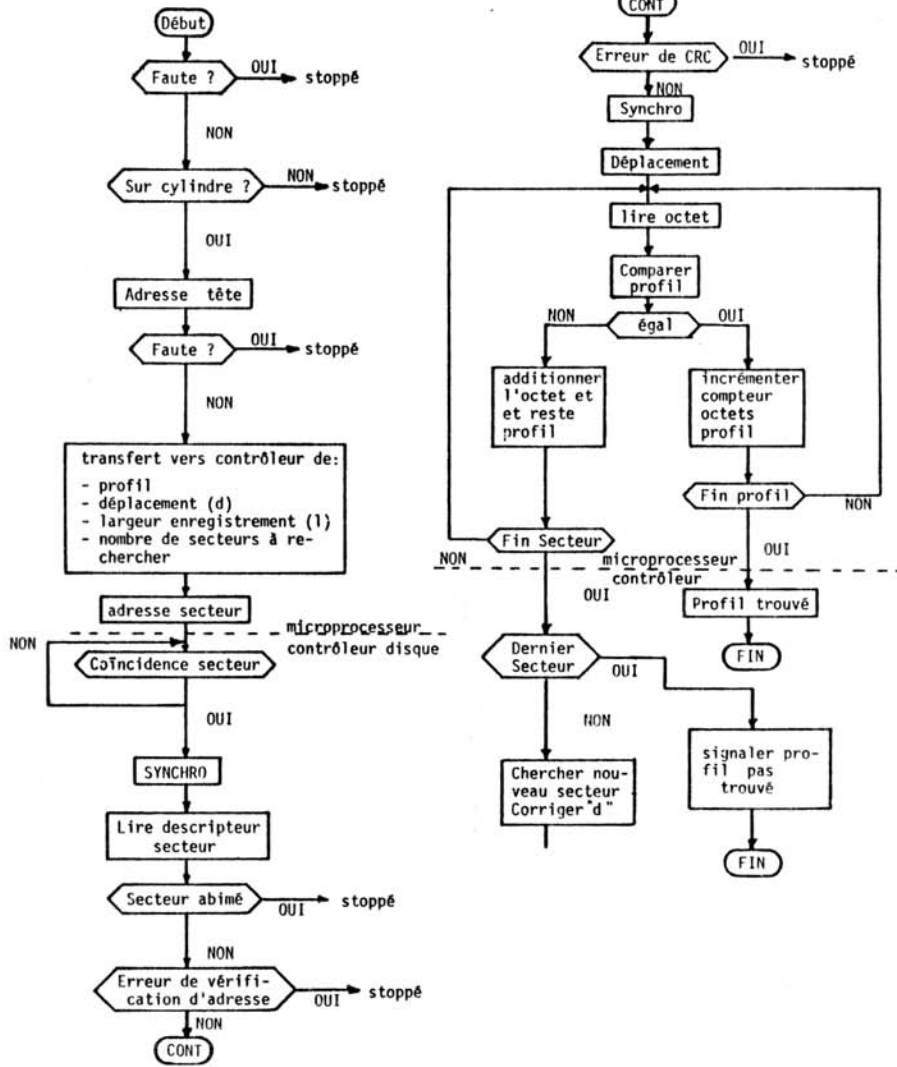 Début
Faute ?
OUI
stoppé
NON
Sur cylindre ?
NON
stoppé
OUI
Adresse tête
Faute ?
OUI
stoppé
NON
transfert vers contrôleur de:
- profil
- déplacement (d)
- largeur enregistrement (l)
- nombre de secteurs à re-
chercher
adresse secteur
microprocesseur
contrôleur disque
NON
Coïncidence secteur
OUI
SYNCHRO
Lire descripteur
secteur
Secteur abimé
OUI
stoppé
NON
Erreur de vérifi-
cation d'adresse
OUI
stoppé
NON
CONT
CONT
Erreur de CRC
OUI
stoppé
NON
Synchro
Déplacement
lire octet
Comparer
profil
NON
égal
OUI
additionner
l'octet et
et reste
profil
incrémenter
compteur
octets
profil
Fin profil
NON
Fin Secteur
NON
OUI
microprocesseur
contrôleur
OUI
Profil trouvé
FIN
Dernier
Secteur
OUI
NON
Chercher nou-
veau secteur
Corriger "d"
signaler pro-
fil pas
trouvé
FIN